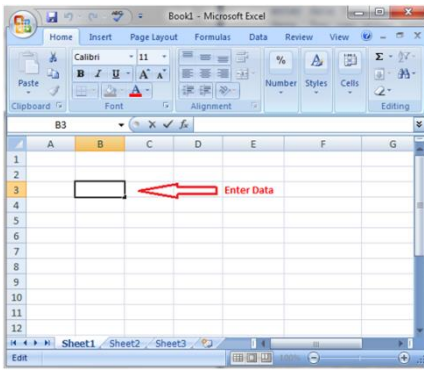 Book1 - Microsoft Excel
Home Insert Page Layout Formulas Data Review View
Calibri 11
B I U A A
Paste
% Number Styles Cells
Clipboard Font Alignment Editing
B3 fx
A B C D E F G
1
2
3 Enter Data
4
5
6
7
8
9
10
11
12
Sheet1 Sheet2 Sheet3
Edit 100%